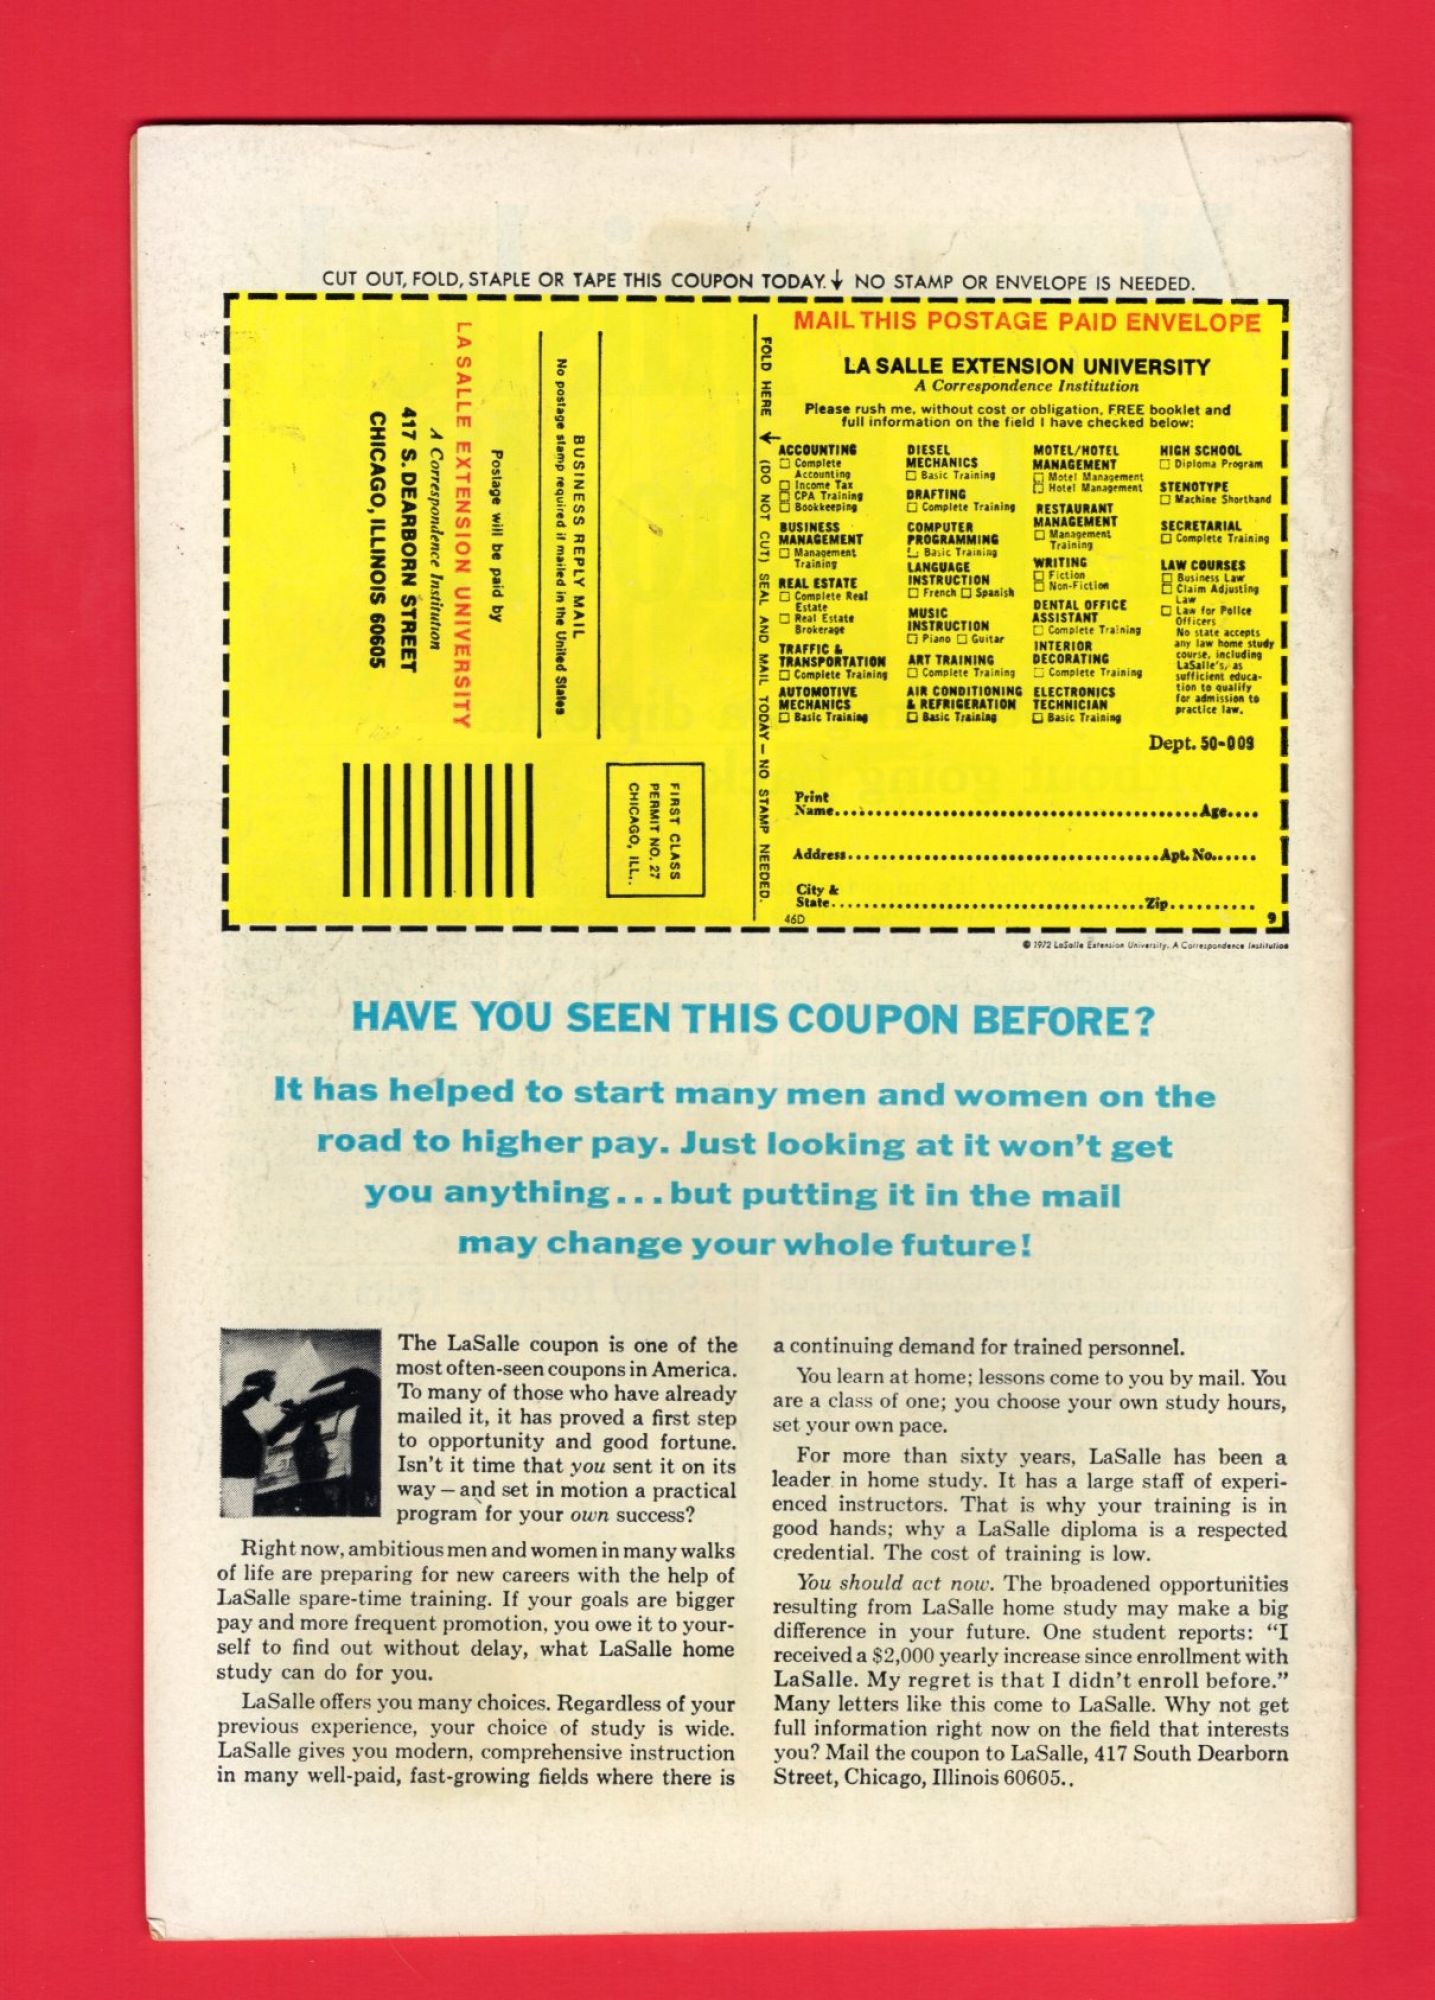 CUT OUT, FOLD, STAPLE OR TAPE THIS COUPON TODAY. ↓ NO STAMP OR ENVELOPE IS NEEDED.
BUSINESS REPLY MAIL
No postage stamp required if mailed in the United States
Postage will be paid by
LA SALLE EXTENSION UNIVERSITY
A Correspondence Institution
417 S. DEARBORN STREET
CHICAGO, ILLINOIS 60605
FIRST CLASS
PERMIT NO. 27
CHICAGO, ILL..
FOLD HERE ↓ (DO NOT CUT) SEAL AND MAIL TODAY – NO STAMP NEEDED.
MAIL THIS POSTAGE PAID ENVELOPE
LA SALLE EXTENSION UNIVERSITY
A Correspondence Institution
Please rush me, without cost or obligation, FREE booklet and
full information on the field I have checked below:
ACCOUNTING
☐ Complete
Accounting
☐ Income Tax
☐ CPA Training
☐ Bookkeeping
BUSINESS
MANAGEMENT
☐ Management
Training
REAL ESTATE
☐ Complete Real
Estate
☐ Real Estate
Brokerage
TRAFFIC &
TRANSPORTATION
☐ Complete Training
AUTOMOTIVE
MECHANICS
☐ Basic Training
DIESEL
MECHANICS
☐ Basic Training
DRAFTING
☐ Complete Training
COMPUTER
PROGRAMMING
☐ Basic Training
LANGUAGE
INSTRUCTION
☐ French ☐ Spanish
MUSIC
INSTRUCTION
☐ Piano ☐ Guitar
ART TRAINING
☐ Complete Training
AIR CONDITIONING
& REFRIGERATION
☐ Basic Training
MOTEL/HOTEL
MANAGEMENT
☐ Motel Management
☐ Hotel Management
RESTAURANT
MANAGEMENT
☐ Management
Training
WRITING
☐ Fiction
☐ Non-Fiction
DENTAL OFFICE
ASSISTANT
☐ Complete Training
INTERIOR
DECORATING
☐ Complete Training
ELECTRONICS
TECHNICIAN
☐ Basic Training
HIGH SCHOOL
☐ Diploma Program
STENOTYPE
☐ Machine Shorthand
SECRETARIAL
☐ Complete Training
LAW COURSES
☐ Business Law
☐ Claim Adjusting
Law
☐ Law for Police
Officers
No state accepts
any law home study
course, including
LaSalle's, as
sufficient educa-
tion to qualify
for admission to
practice law.
Dept. 50-009
Print
Name..........Age....
Address..........Apt. No......
City &
State..........Zip..........
46D 9
© 1972 LaSalle Extension University. A Correspondence Institution
HAVE YOU SEEN THIS COUPON BEFORE?
It has helped to start many men and women on the
road to higher pay. Just looking at it won't get
you anything...but putting it in the mail
may change your whole future!
The LaSalle coupon is one of the
most often-seen coupons in America.
To many of those who have already
mailed it, it has proved a first step
to opportunity and good fortune.
Isn't it time that you sent it on its
way — and set in motion a practical
program for your own success?
Right now, ambitious men and women in many walks
of life are preparing for new careers with the help of
LaSalle spare-time training. If your goals are bigger
pay and more frequent promotion, you owe it to your-
self to find out without delay, what LaSalle home
study can do for you.
LaSalle offers you many choices. Regardless of your
previous experience, your choice of study is wide.
LaSalle gives you modern, comprehensive instruction
in many well-paid, fast-growing fields where there is
a continuing demand for trained personnel.
You learn at home; lessons come to you by mail. You
are a class of one; you choose your own study hours,
set your own pace.
For more than sixty years, LaSalle has been a
leader in home study. It has a large staff of experi-
enced instructors. That is why your training is in
good hands; why a LaSalle diploma is a respected
credential. The cost of training is low.
You should act now. The broadened opportunities
resulting from LaSalle home study may make a big
difference in your future. One student reports: "I
received a $2,000 yearly increase since enrollment with
LaSalle. My regret is that I didn't enroll before."
Many letters like this come to LaSalle. Why not get
full information right now on the field that interests
you? Mail the coupon to LaSalle, 417 South Dearborn
Street, Chicago, Illinois 60605..